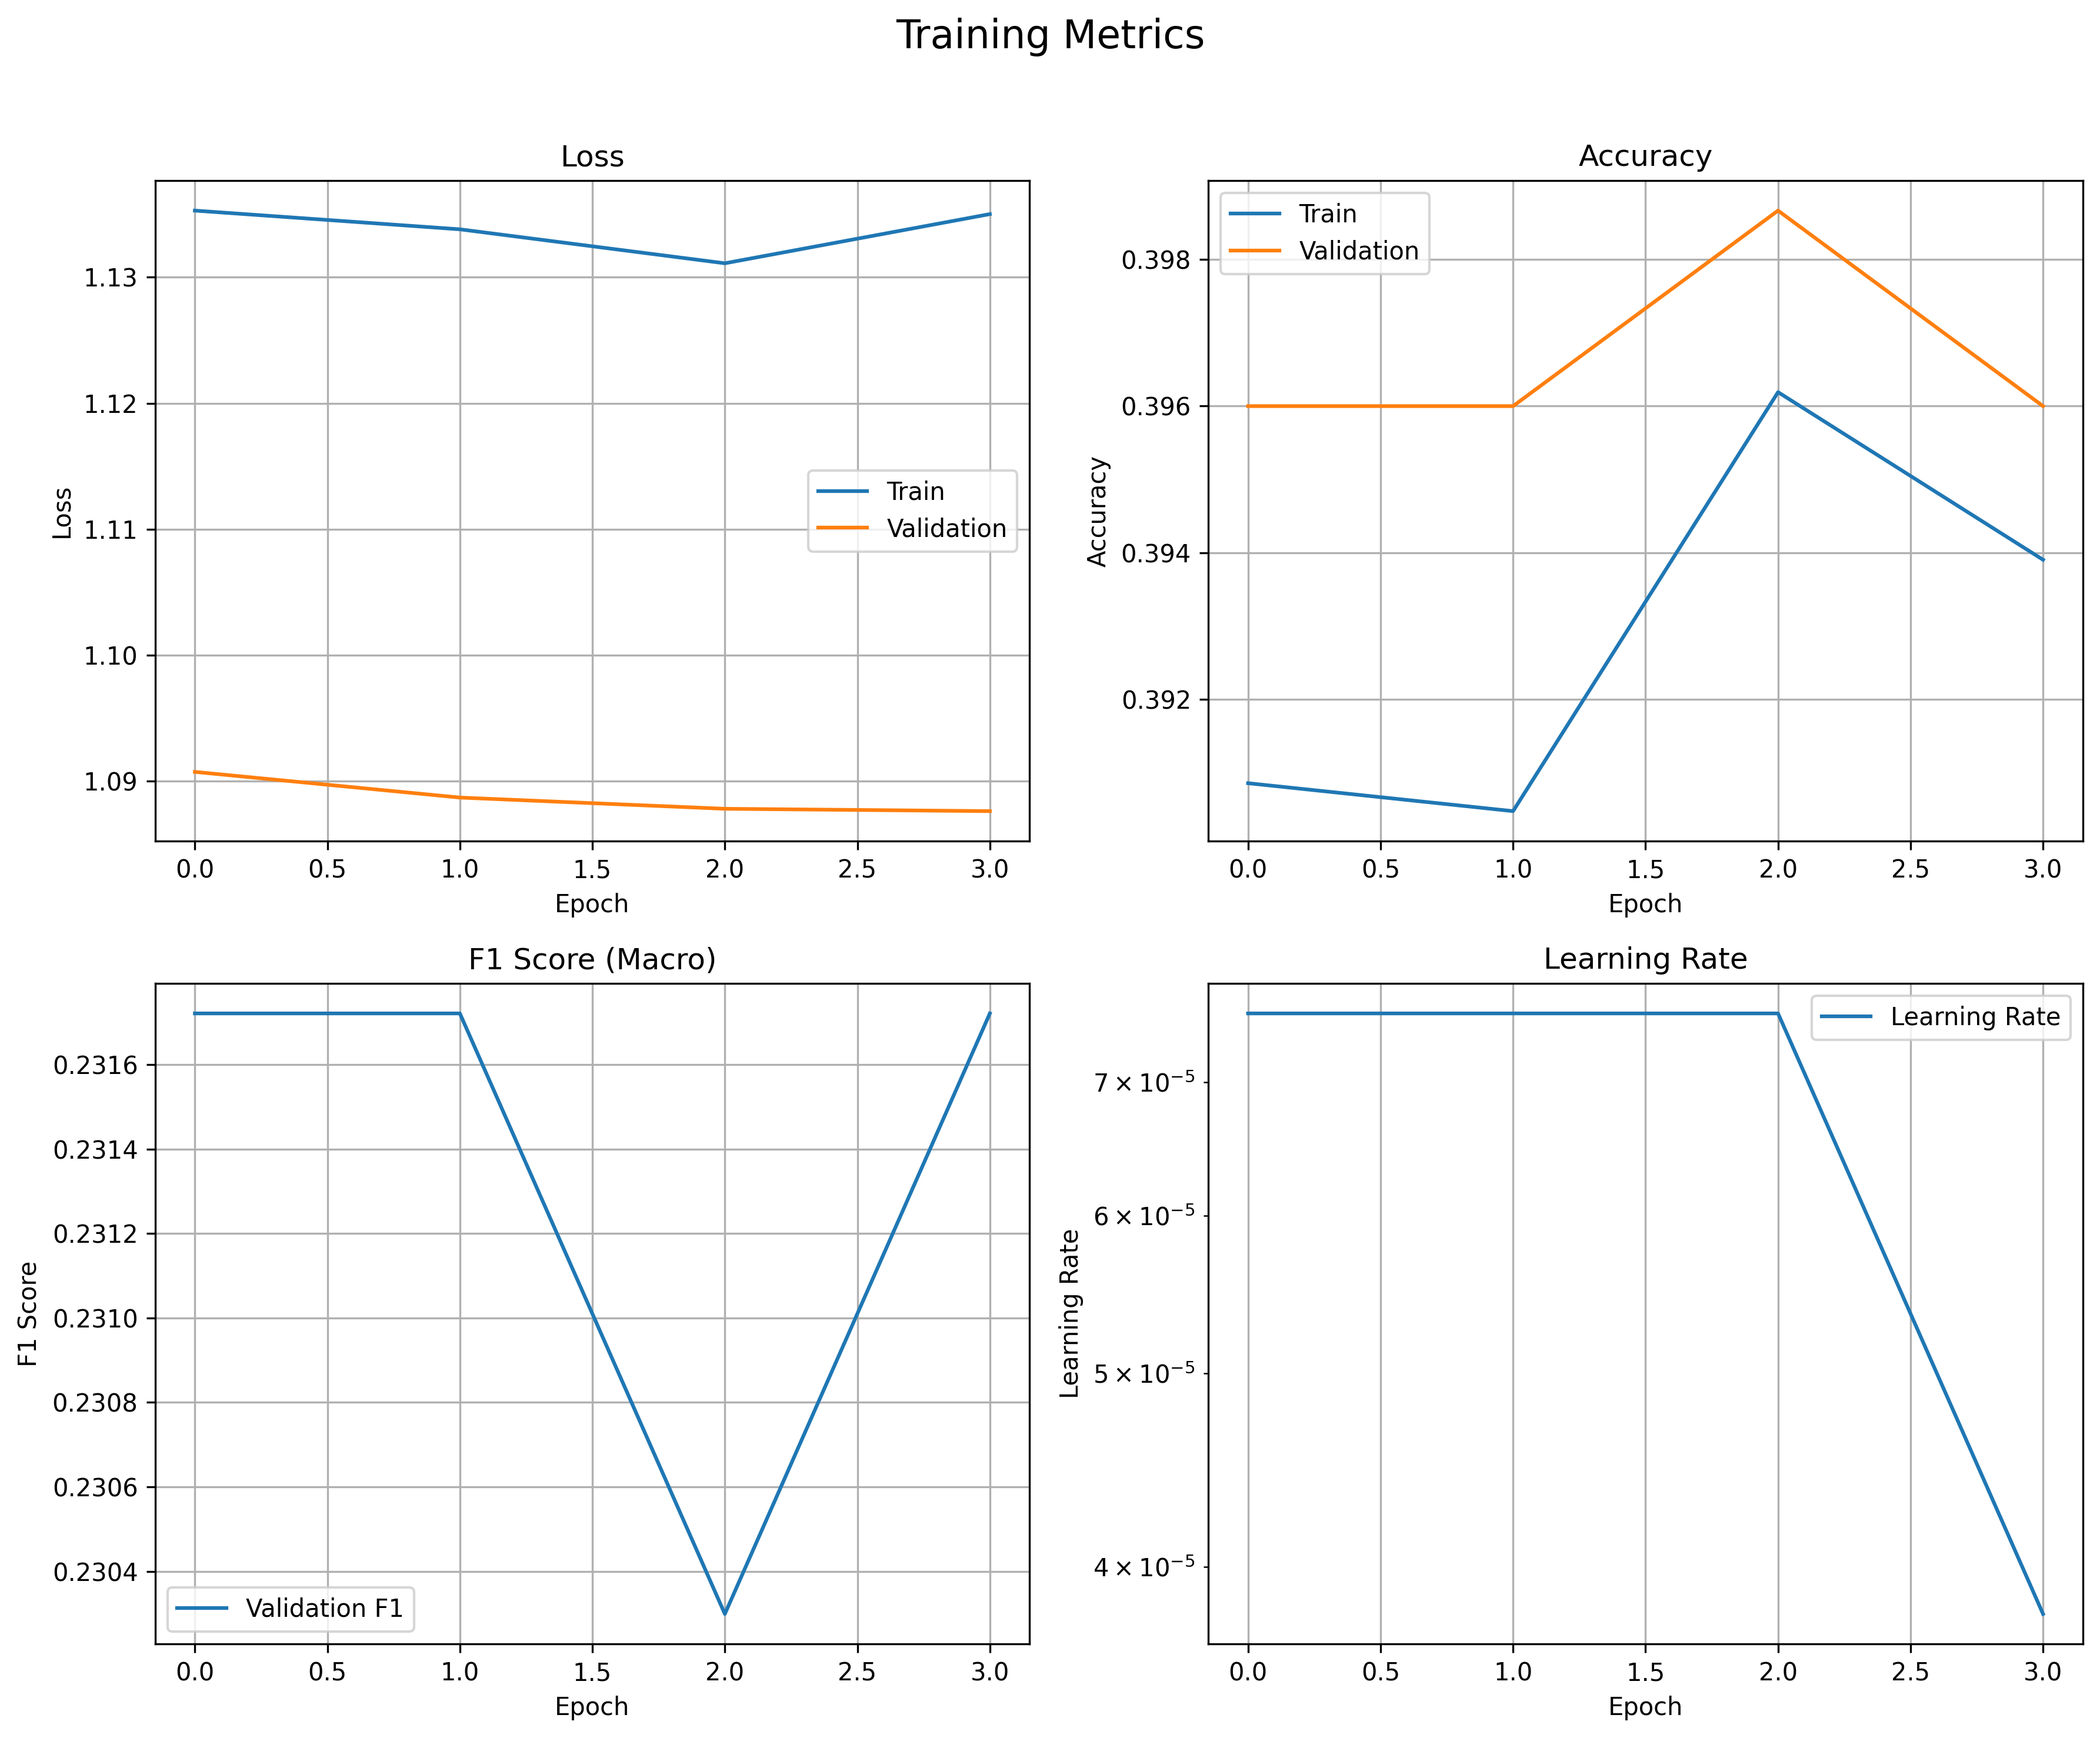 Training Metrics
Loss
Loss
1.13
1.12
1.11
1.10
1.09
Train
Validation
0.0 0.5 1.0 1.5 2.0 2.5 3.0
Epoch
Accuracy
Accuracy
0.398
0.396
0.394
0.392
Train
Validation
0.0 0.5 1.0 1.5 2.0 2.5 3.0
Epoch
F1 Score (Macro)
F1 Score
0.2316
0.2314
0.2312
0.2310
0.2308
0.2306
0.2304
Validation F1
0.0 0.5 1.0 1.5 2.0 2.5 3.0
Epoch
Learning Rate
Learning Rate
7 × 10⁻⁵
6 × 10⁻⁵
5 × 10⁻⁵
4 × 10⁻⁵
Learning Rate
0.0 0.5 1.0 1.5 2.0 2.5 3.0
Epoch